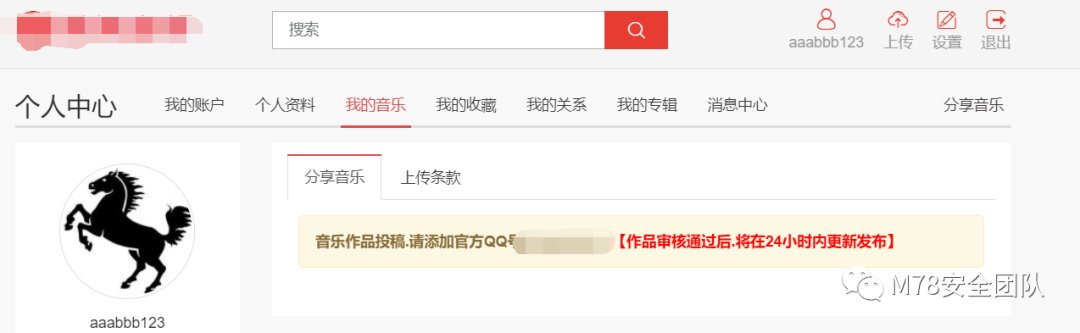 搜索
aaabbb123 上传 设置 退出
个人中心 我的账户 个人资料 我的音乐 我的收藏 我的关系 我的专辑 消息中心 分享音乐
分享音乐 上传条款
音乐作品投稿.请添加官方QQ号【作品审核通过后.将在24小时内更新发布】
M78安全团队
aaabbb123